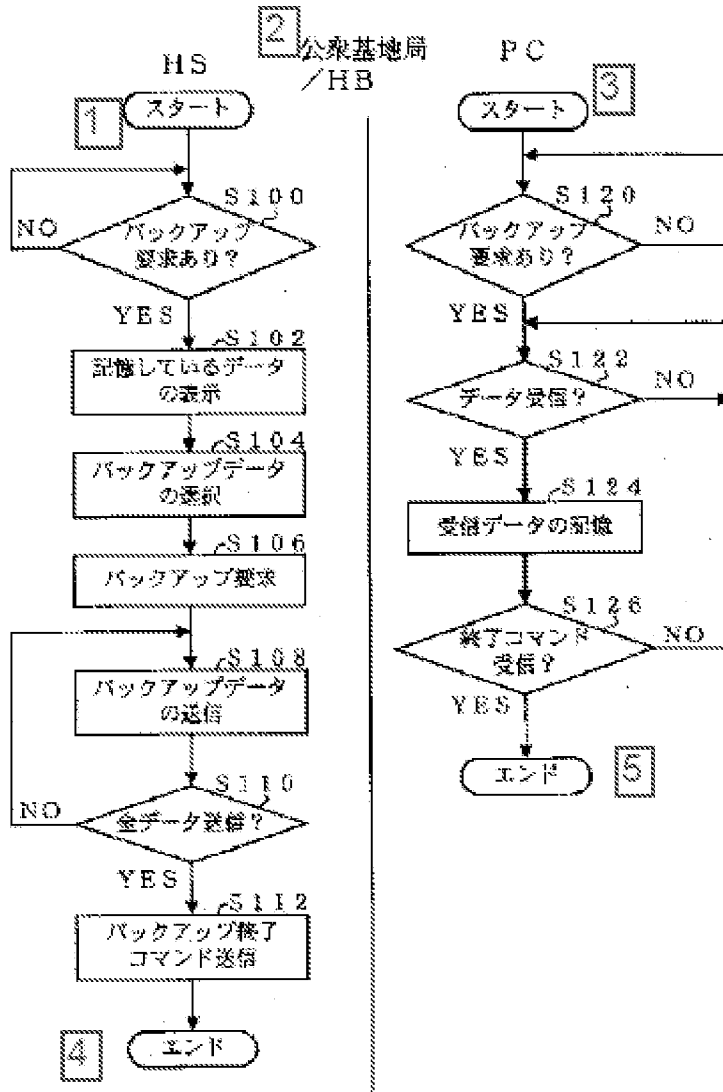 2
公衆基地局
/HB
HS
1
スタート
S100
バックアップ
要求あり?
NO
YES
S102
記憶しているデータ
の表示
S104
バックアップデータ
の選択
S106
バックアップ要求
S108
バックアップデータ
の送信
S110
全データ送信?
NO
YES
S112
バックアップ終了
コマンド送信
4
エンド
PC
3
スタート
S120
バックアップ
要求あり?
NO
YES
S122
データ受信?
NO
YES
S124
受信データの記憶
S126
終了コマンド
受信?
NO
YES
エンド
5